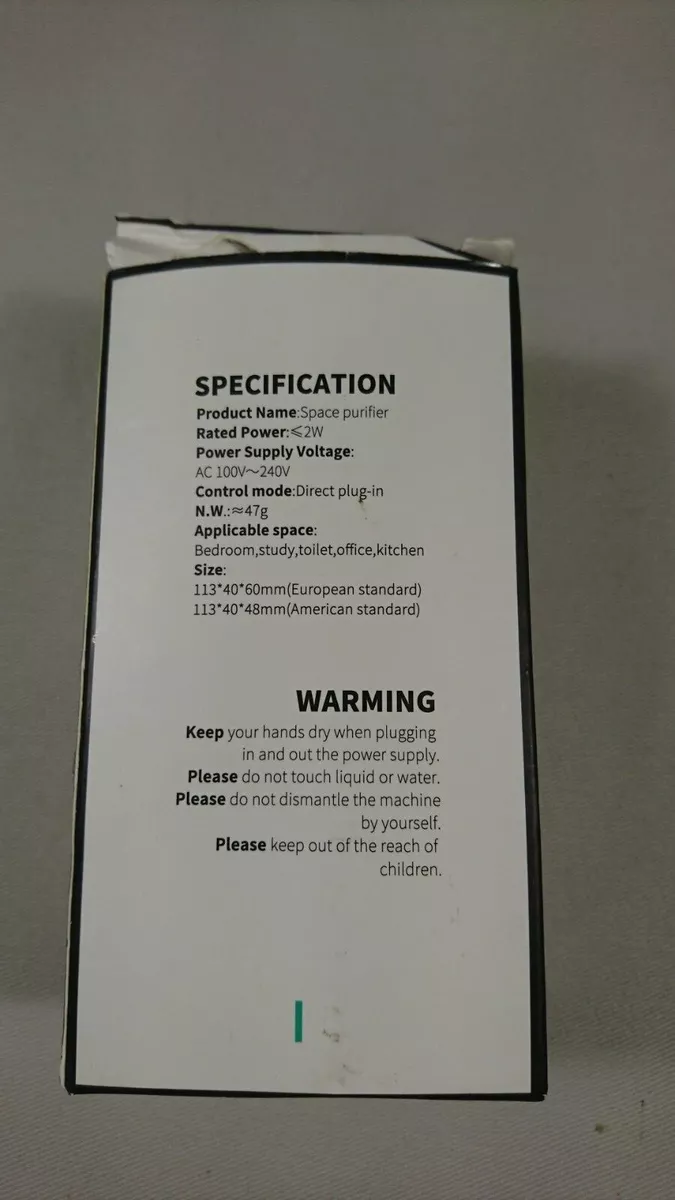 SPECIFICATION
Product Name:Space purifier
Rated Power:⩽2W
Power Supply Voltage:
AC 100V～240V
Control mode:Direct plug-in
N.W.:≈47g
Applicable space:
Bedroom,study,toilet,office,kitchen
Size:
113*40*60mm(European standard)
113*40*48mm(American standard)
WARMING
Keep your hands dry when plugging
in and out the power supply.
Please do not touch liquid or water.
Please do not dismantle the machine
by yourself.
Please keep out of the reach of
children.